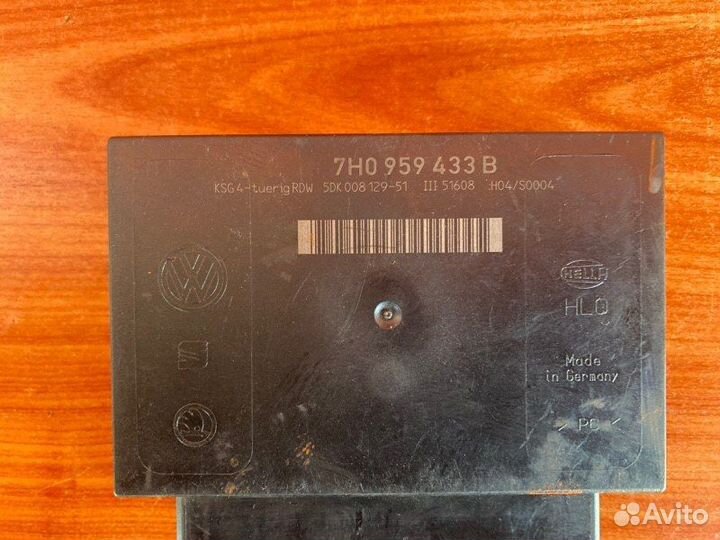 7H0 959 433 B
KSG 4-tuerig RDW 5DK 008 129-51 III 51608 :H04/S0004
VW
HELLA
HLO
Made
in Germany
> PC <
Avito